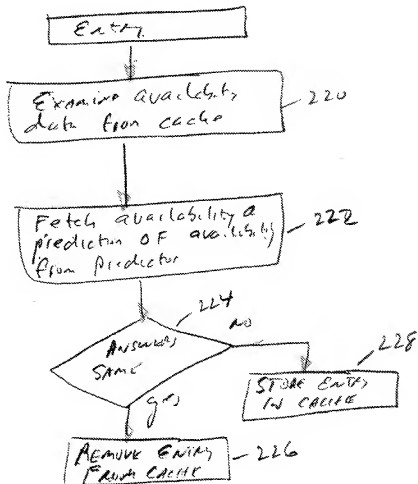 Entry
Examine availability
data from cache
220
Fetch availability a
prediction OF availability
from Predictor
222
224
ANSWERS
SAME
no
yes
228
STORE ENTRY
IN CACHE
REMOVE ENTRY
FROM CACHE
226